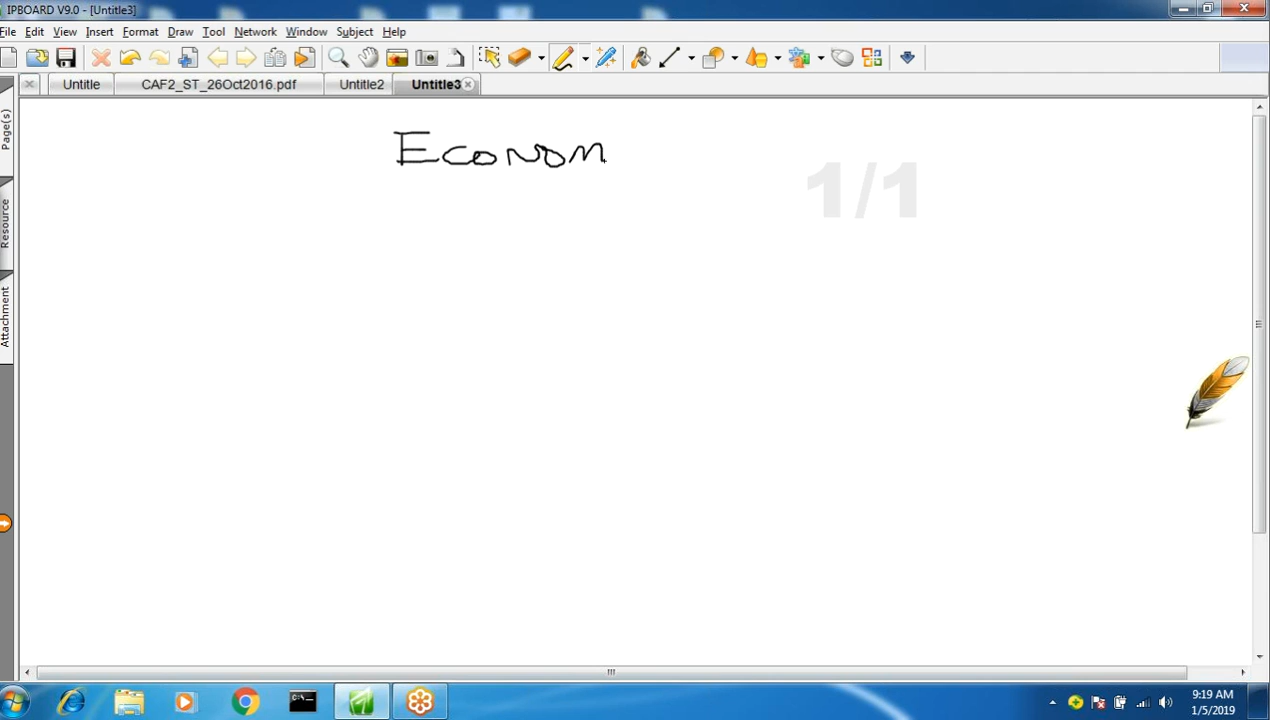 IPBOARD V9.0 - [Untitle3]
File Edit View Insert Format Draw Tool Network Window Subject Help
Untitle CAF2_ST_26Oct2016.pdf Untitle2 Untitle3
Page(s)
Resource
Attachment
Econom
1/1
9:19 AM
1/5/2019